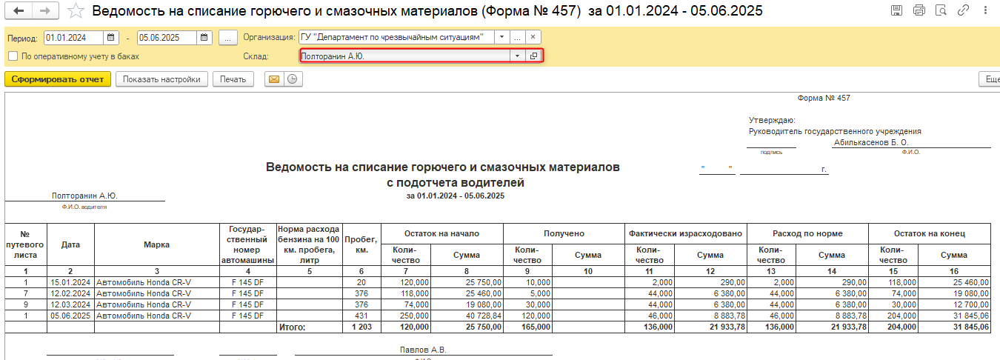 Ведомость на списание горючего и смазочных материалов (Форма № 457) за 01.01.2024 - 05.06.2025
Период: 01.01.2024 - 05.06.2025 ... Организация: ГУ "Департамент по чрезвычайным ситуациям" ... ×
По оперативному учету в баках Склад: Полторанин А.Ю.
Сформировать отчет Показать настройки Печать Еще
Форма № 457
Утверждаю:
Руководитель государственного учреждения
Абилькасенов Б. О.
подпись Ф.И.О.
Ведомость на списание горючего и смазочных материалов
" " г.
с подотчета водителей
Полторанин А.Ю. за 01.01.2024 - 05.06.2025
Ф.И.О. водителя
№ путевого листа Дата Марка Государ-ственный номер автомашины Норма расхода бензина на 100 км. пробега, литр Пробег, км. Остаток на начало Получено Фактически израсходовано Расход по норме Остаток на конец
Коли-чество Сумма Коли-чество Сумма Коли-чество Сумма Коли-чество Сумма Коли-чество Сумма
1 2 3 4 5 6 7 8 9 10 11 12 13 14 15 16
1 15.01.2024 Автомобиль Honda CR-V F 145 DF 20 120,000 25 750,00 10,000 2,000 290,00 2,000 290,00 118,000 25 460,00
7 12.02.2024 Автомобиль Honda CR-V F 145 DF 376 118,000 25 460,00 5,000 44,000 6 380,00 44,000 6 380,00 74,000 19 080,00
9 12.03.2024 Автомобиль Honda CR-V F 145 DF 376 74,000 19 080,00 30,000 44,000 6 380,00 44,000 6 380,00 30,000 12 700,00
1 05.06.2025 Автомобиль Honda CR-V F 145 DF 431 250,000 40 728,84 120,000 46,000 8 883,78 46,000 8 883,78 204,000 31 845,06
Итого: 1 203 120,000 25 750,00 165,000 136,000 21 933,78 136,000 21 933,78 204,000 31 845,06
Павлов А.В.